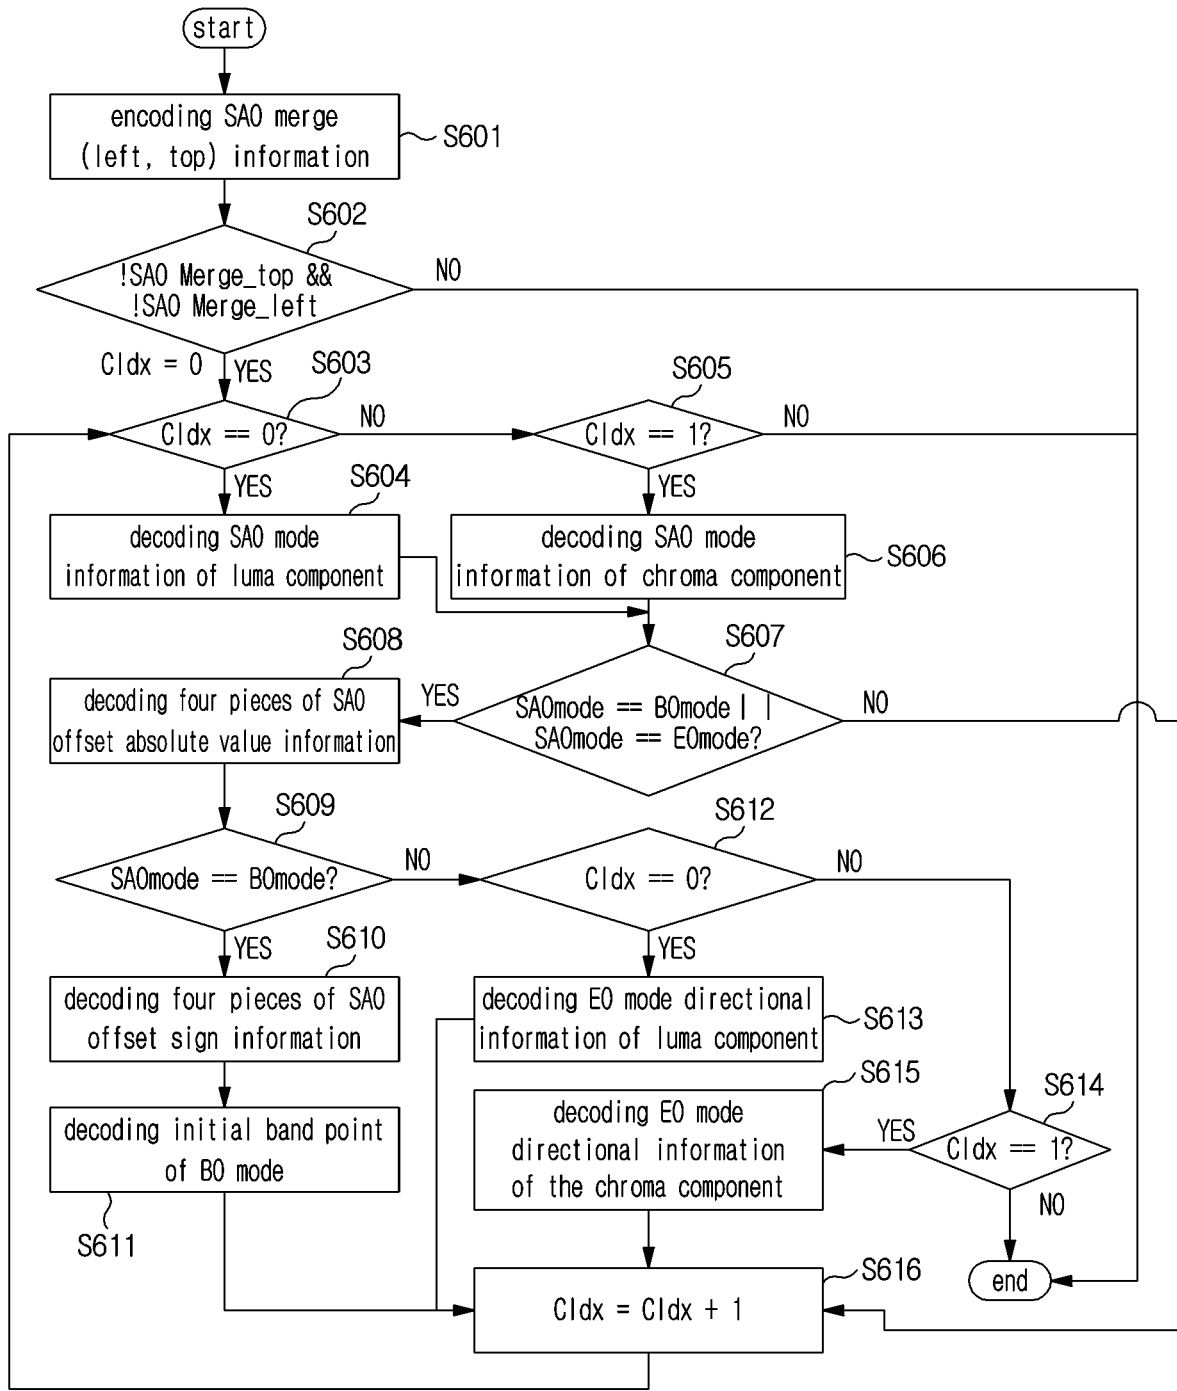 start
encoding SAO merge
(left, top) information
S601
S602
!SAO Merge_top &&
!SAO Merge_left
NO
CIdx = 0
YES
S603
CIdx == 0?
NO
S605
CIdx == 1?
NO
YES
S604
decoding SAO mode
information of luma component
YES
decoding SAO mode
information of chroma component
S606
S607
SAOmode == BOmode | |
SAOmode == EOmode?
YES
NO
S608
decoding four pieces of SAO
offset absolute value information
S609
SAOmode == BOmode?
NO
S612
CIdx == 0?
NO
YES
S610
decoding four pieces of SAO
offset sign information
YES
decoding EO mode directional
information of luma component
S613
decoding initial band point
of BO mode
S611
S615
decoding EO mode
directional information
of the chroma component
S614
CIdx == 1?
YES
NO
end
CIdx = CIdx + 1
S616